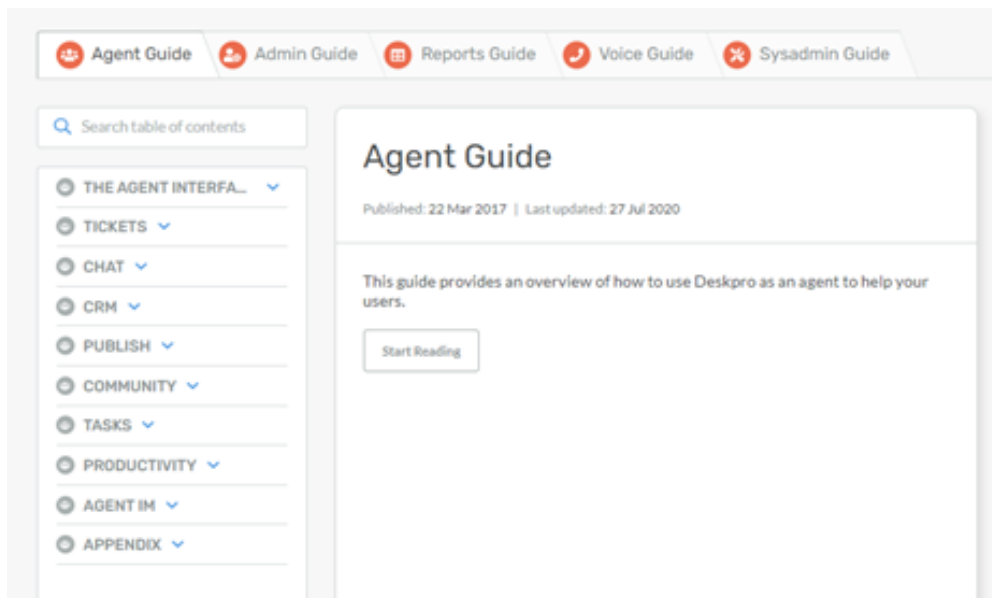 Agent Guide
Admin Guide
Reports Guide
Voice Guide
Sysadmin Guide
Search table of contents
THE AGENT INTERFA...
TICKETS
CHAT
CRM
PUBLISH
COMMUNITY
TASKS
PRODUCTIVITY
AGENT IM
APPENDIX
Agent Guide
Published: 22 Mar 2017 | Last updated: 27 Jul 2020
This guide provides an overview of how to use Deskpro as an agent to help your
users.
Start Reading